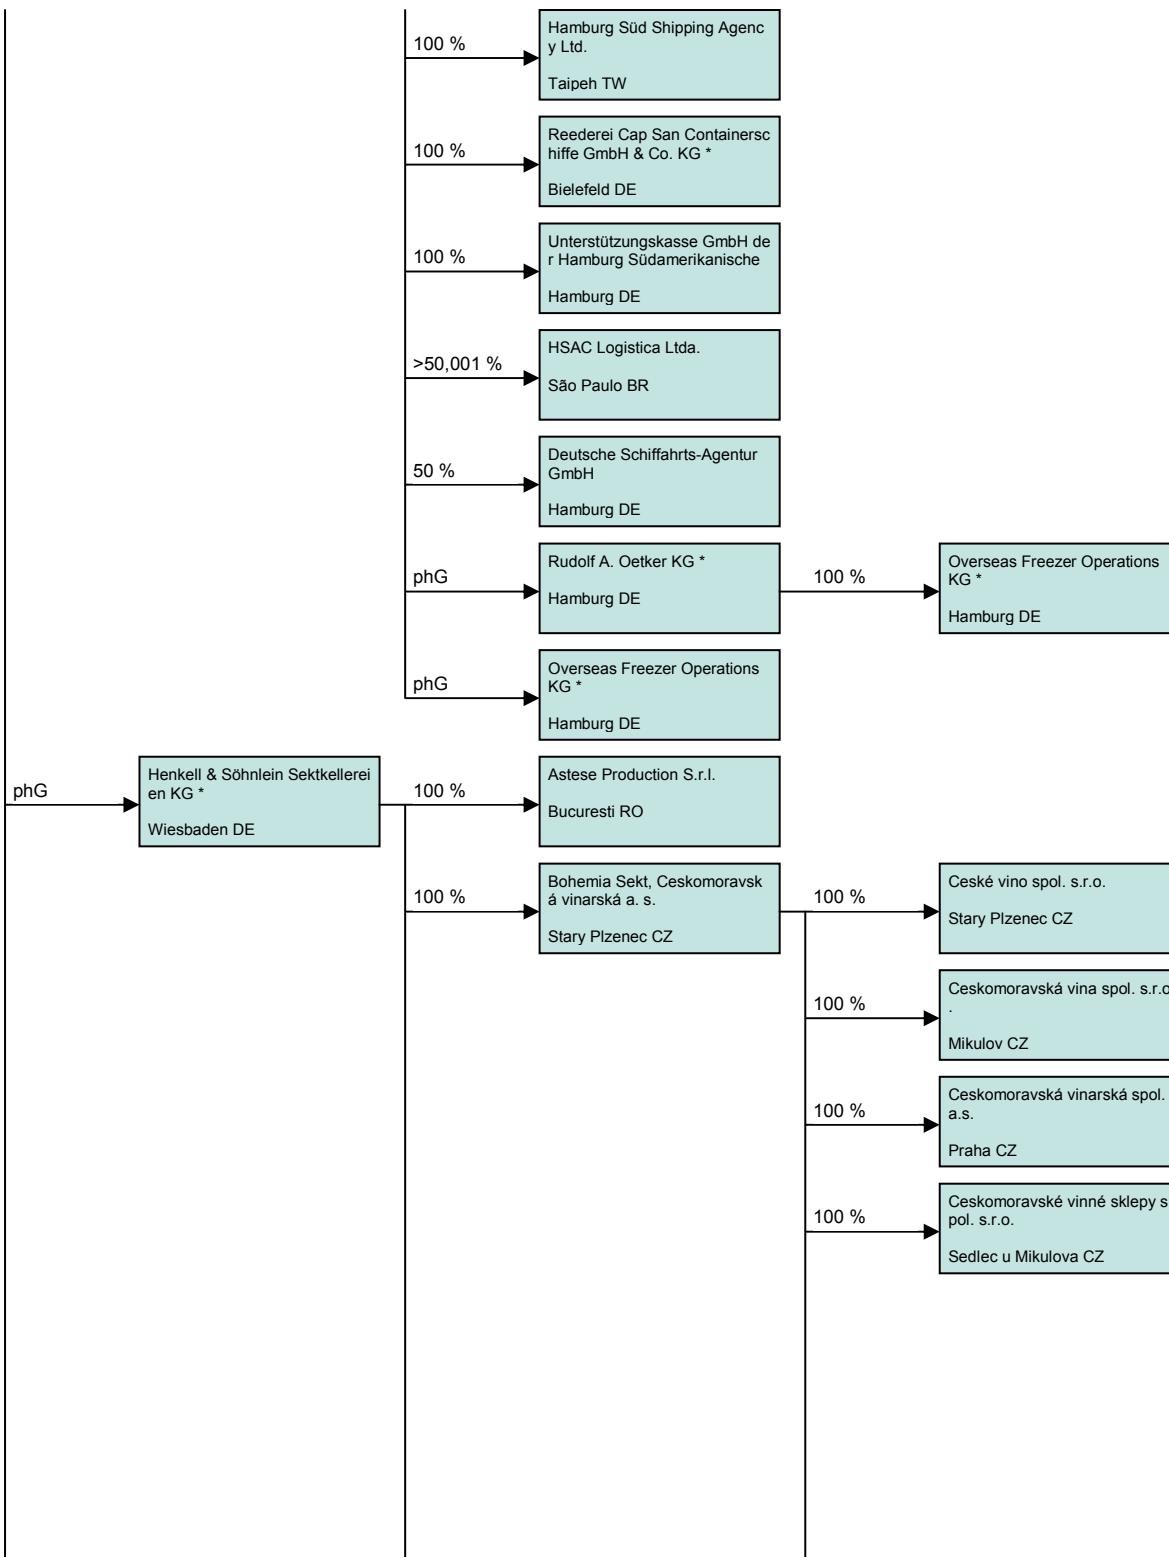 100 %
Hamburg Süd Shipping Agenc
y Ltd.
Taipeh TW
100 %
Reederei Cap San Containersc
hiffe GmbH & Co. KG *
Bielefeld DE
100 %
Unterstützungskasse GmbH de
r Hamburg Südamerikanische
Hamburg DE
>50,001 %
HSAC Logistica Ltda.
São Paulo BR
50 %
Deutsche Schiffahrts-Agentur
GmbH
Hamburg DE
phG
Rudolf A. Oetker KG *
Hamburg DE
100 %
Overseas Freezer Operations
KG *
Hamburg DE
phG
Overseas Freezer Operations
KG *
Hamburg DE
phG
Henkell & Söhnlein Sektkellerei
en KG *
Wiesbaden DE
100 %
Astese Production S.r.l.
Bucuresti RO
100 %
Bohemia Sekt, Ceskomoravsk
á vinarská a. s.
Stary Plzenec CZ
100 %
Ceské vino spol. s.r.o.
Stary Plzenec CZ
100 %
Ceskomoravská vina spol. s.r.o
.
Mikulov CZ
100 %
Ceskomoravská vinarská spol.
a.s.
Praha CZ
100 %
Ceskomoravské vinné sklepy s
pol. s.r.o.
Sedlec u Mikulova CZ